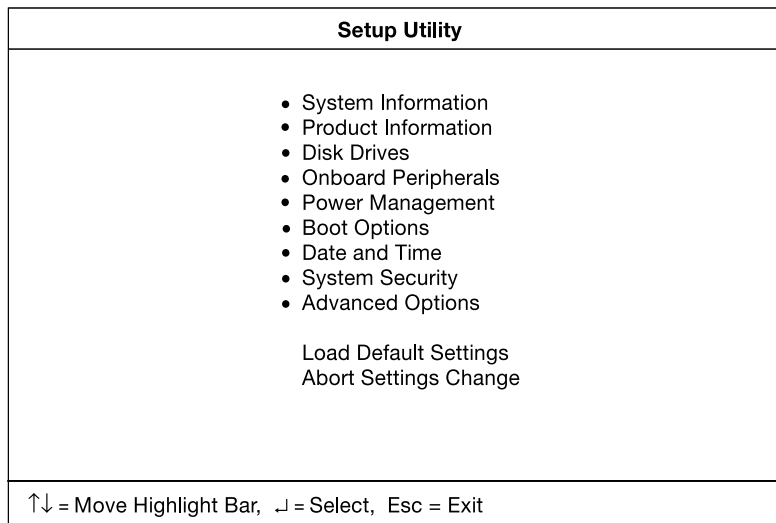 Setup Utility
• System Information
• Product Information
• Disk Drives
• Onboard Peripherals
• Power Management
• Boot Options
• Date and Time
• System Security
• Advanced Options
Load Default Settings
Abort Settings Change
↑↓ = Move Highlight Bar, ↵ = Select, Esc = Exit